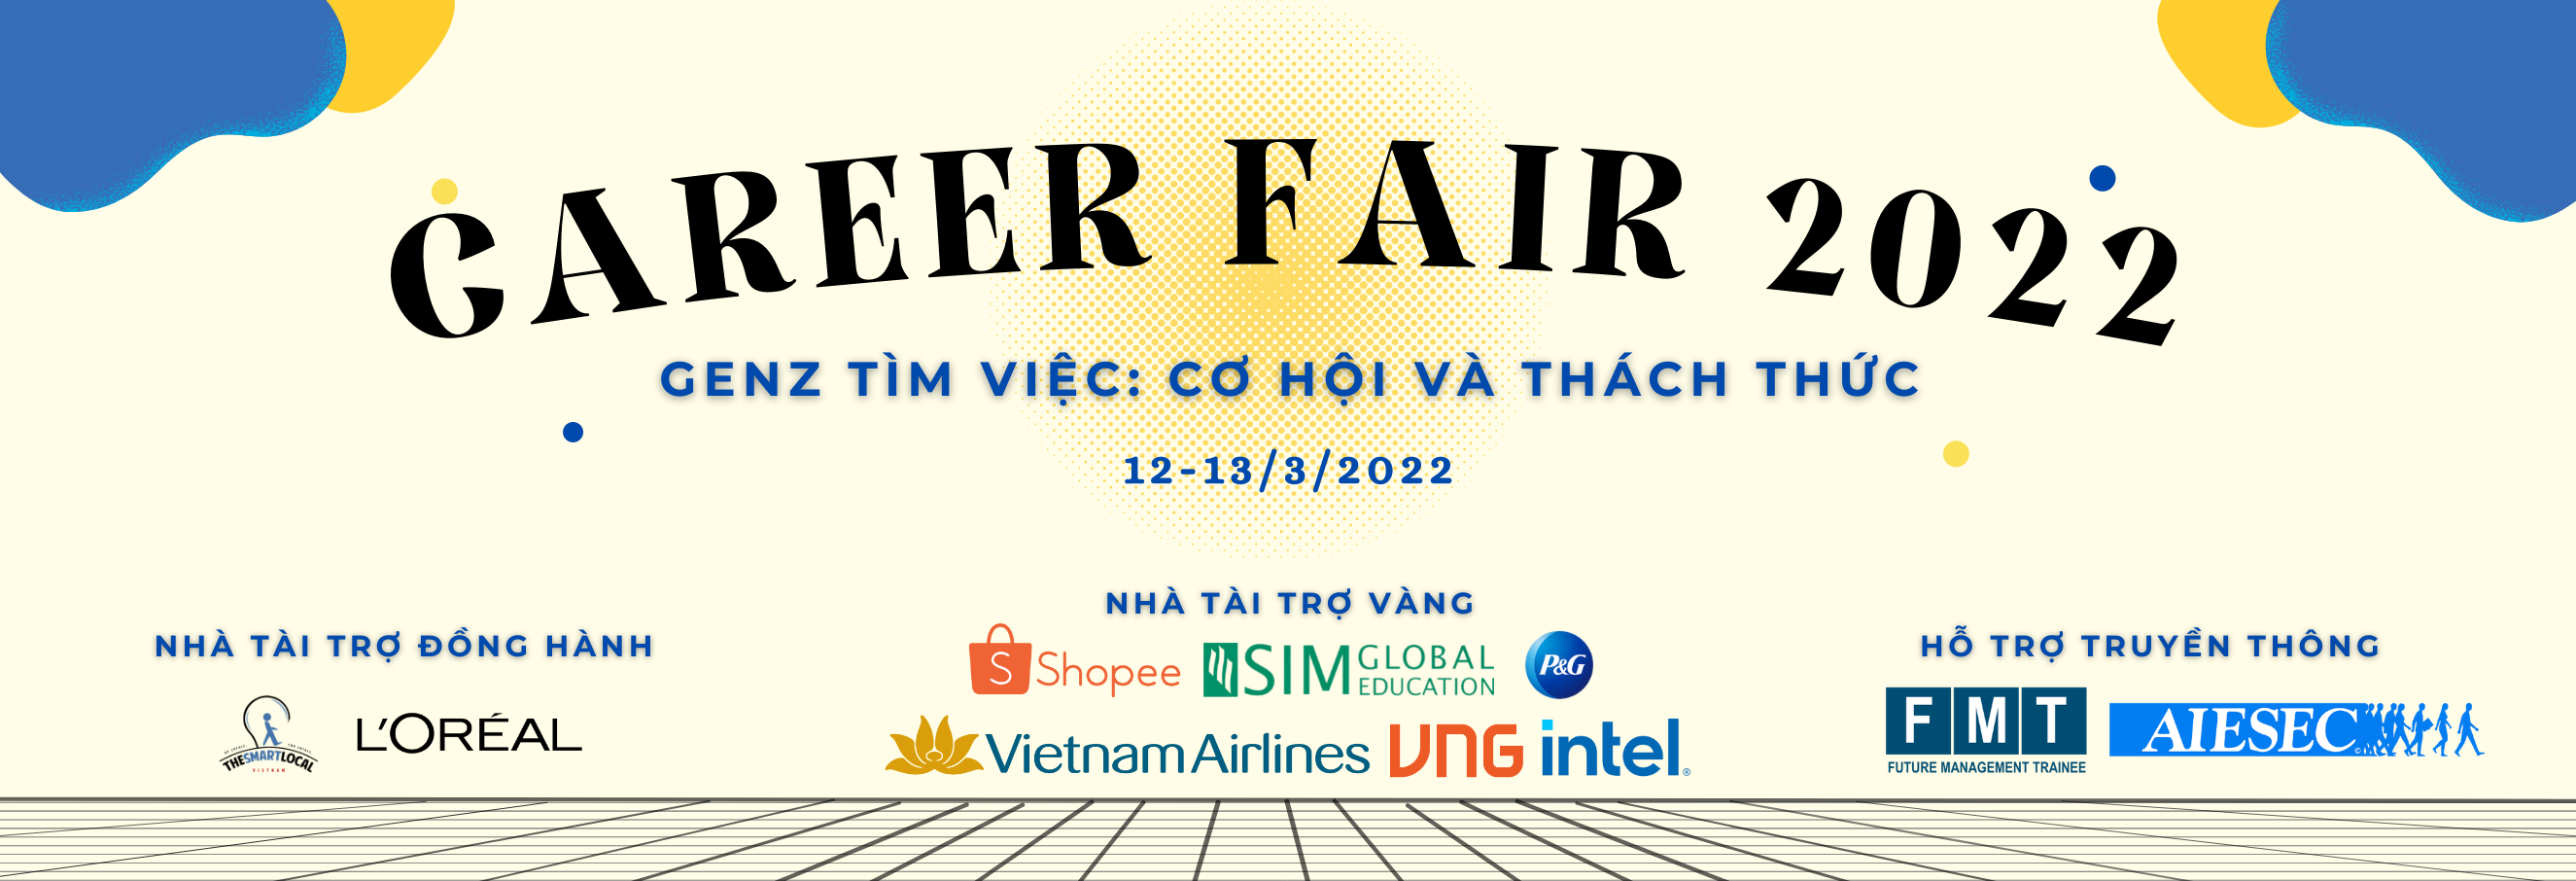 CAREER FAIR 2022
GENZ TÌM VIỆC: CƠ HỘI VÀ THÁCH THỨC
12-13/3/2022
NHÀ TÀI TRỢ ĐỒNG HÀNH
THESMARTLOCAL
VIETNAM
L'ORÉAL
NHÀ TÀI TRỢ VÀNG
S Shopee
SIM GLOBAL
EDUCATION
P&G
Vietnam Airlines
VNG
intel®
HỖ TRỢ TRUYỀN THÔNG
FMT
FUTURE MANAGEMENT TRAINEE
AIESEC